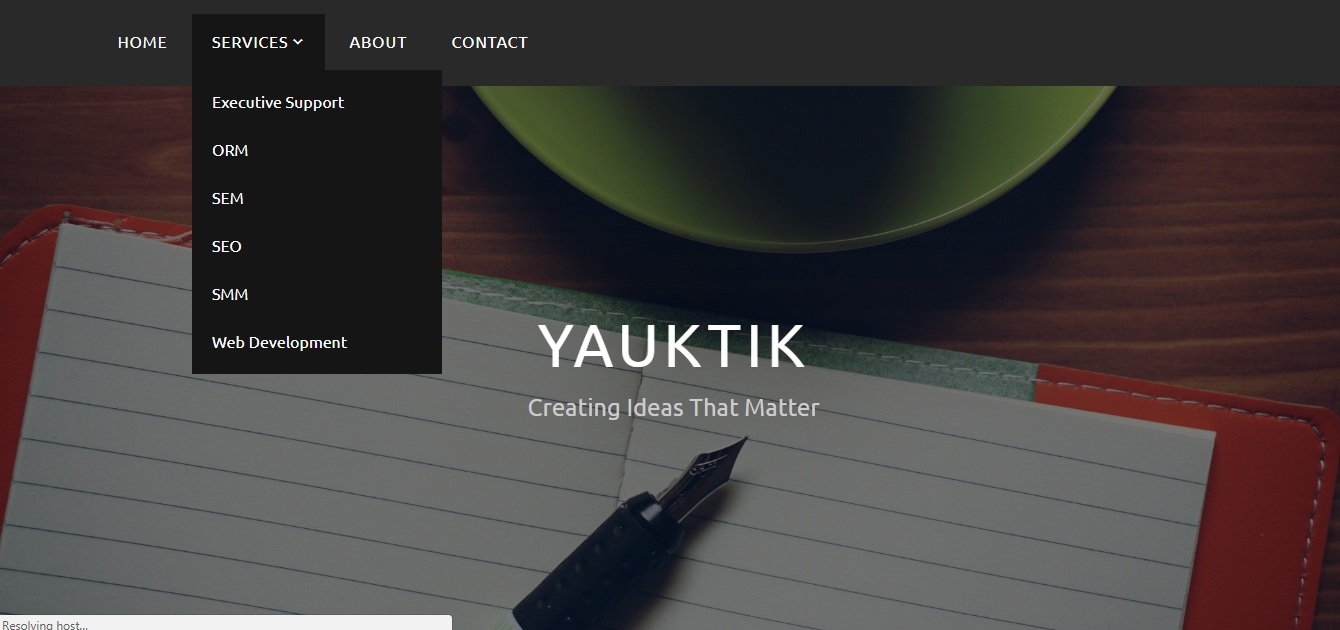 HOME
SERVICES
ABOUT
CONTACT
Executive Support
ORM
SEM
SEO
SMM
Web Development
YAUKTIK
Creating Ideas That Matter
Resolving host...